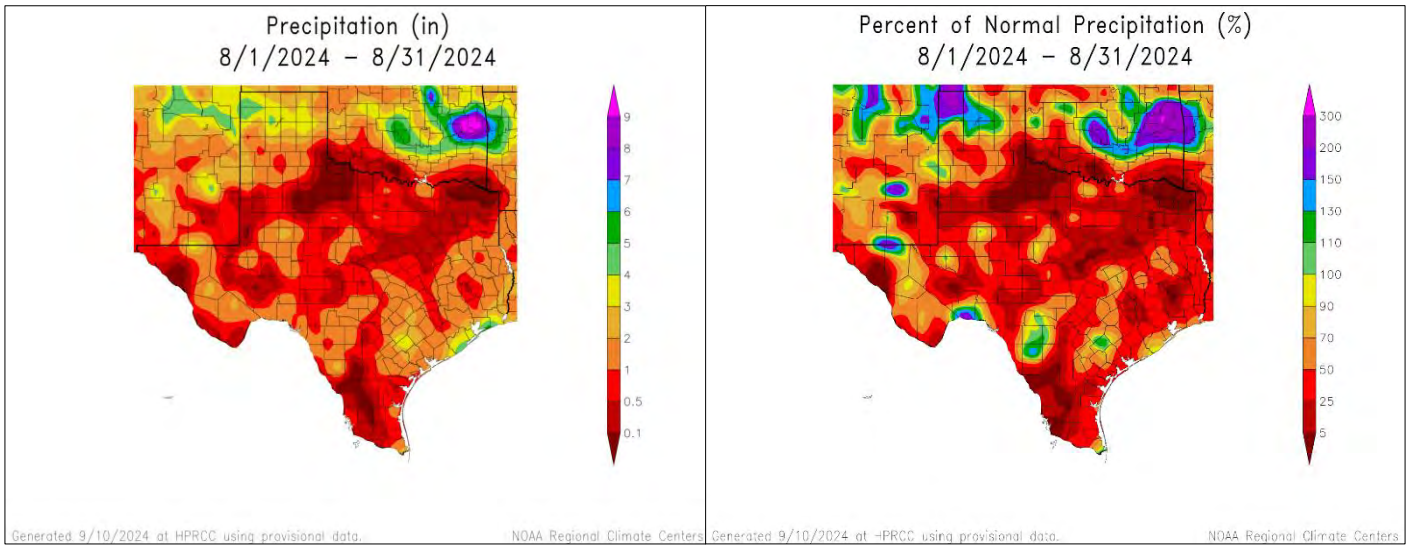 Precipitation (in)
8/1/2024 – 8/31/2024
9
8
7
6
5
4
3
2
1
0.5
0.1
Generated 9/10/2024 at HPRCC using provisional data.
NOAA Regional Climate Centers
Percent of Normal Precipitation (%)
8/1/2024 – 8/31/2024
300
200
150
130
110
100
90
70
50
25
5
Generated 9/10/2024 at HPRCC using provisional data.
NOAA Regional Climate Centers